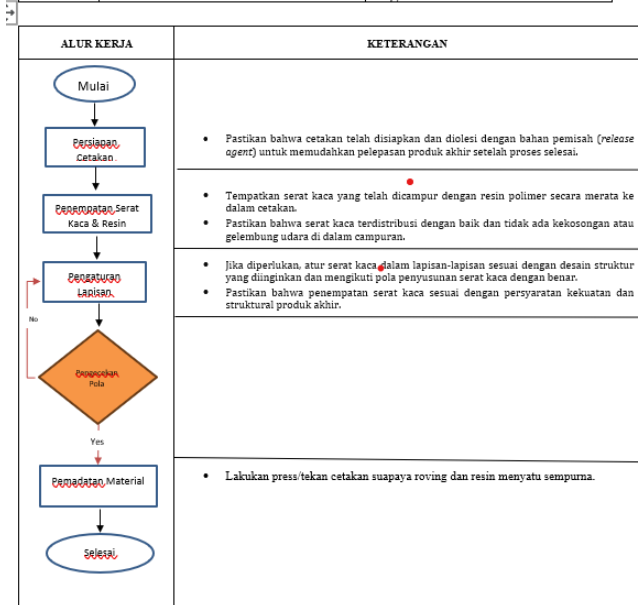 ALUR KERJA
KETERANGAN
Mulai
Persiapan
Cetakan.
• Pastikan bahwa cetakan telah disiapkan dan diolesi dengan bahan pemisah (release
agent) untuk memudahkan pelepasan produk akhir setelah proses selesai.
Penempatan Serat
Kaca & Resin
• Tempatkan serat kaca yang telah dicampur dengan resin polimer secara merata ke
dalam cetakan.
• Pastikan bahwa serat kaca terdistribusi dengan baik dan tidak ada kekosongan atau
gelembung udara di dalam campuran.
Pengaturan
Lapisan
• Jika diperlukan, atur serat kaca dalam lapisan-lapisan sesuai dengan desain struktur
yang diinginkan dan mengikuti pola penyusunan serat kaca dengan benar.
• Pastikan bahwa penempatan serat kaca sesuai dengan persyaratan kekuatan dan
struktural produk akhir.
No
Pengecekan
Pola
Yes
Pemadatan Material
• Lakukan press/tekan cetakan suapaya roving dan resin menyatu sempurna.
Selesai